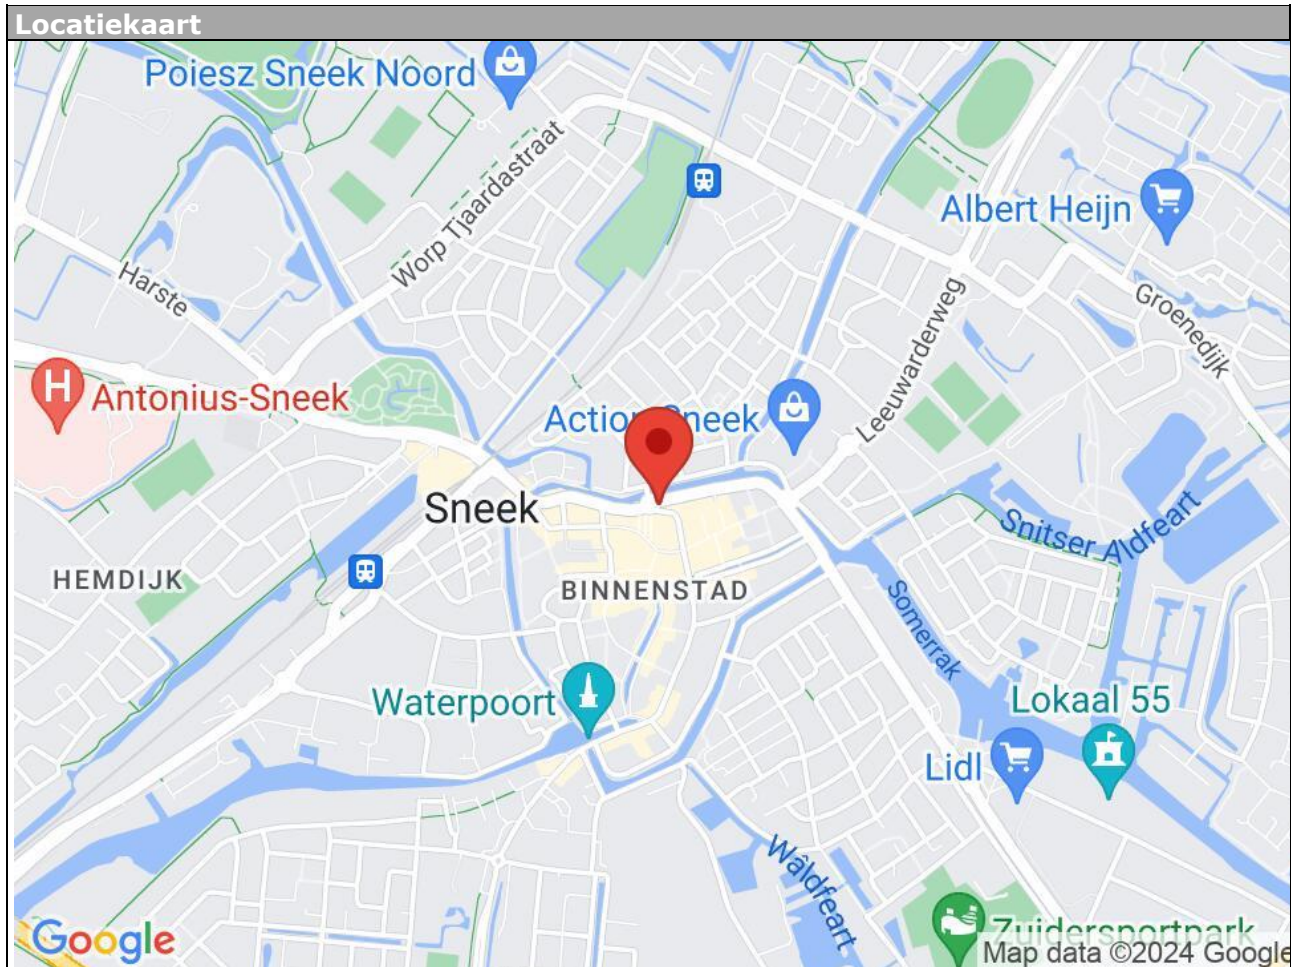 Locatiekaart
Poiesz Sneek Noord
Worp Tjaardastraat
Albert Heijn
Harste
Groenedijk
Leeuwarderweg
H
Antonius-Sneek
Action Sneek
Sneek
Snitser Aldfeart
HEMDIJK
BINNENSTAD
Somerrak
Waterpoort
Lokaal 55
Lidl
Wâldfeart
Zuidersportpark
Google
Map data ©2024 Google